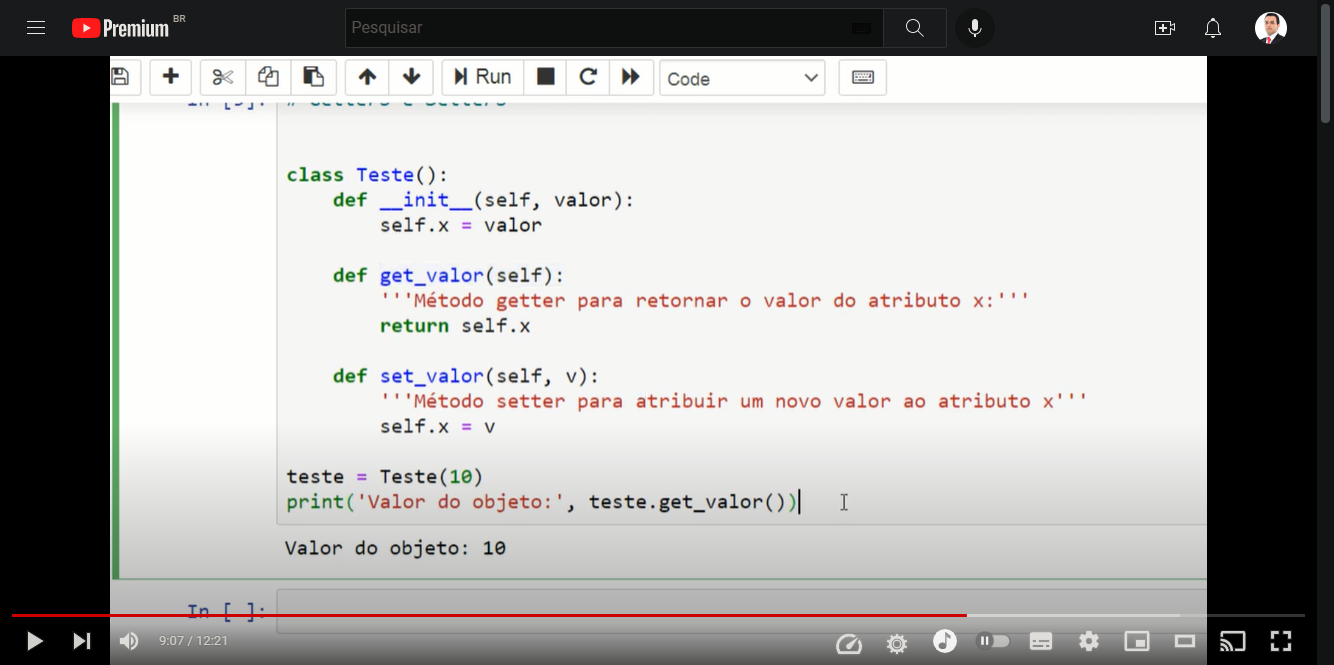 Premium BR
Pesquisar
Run
Code
In [9]: # Getters e Setters
class Teste():
def __init__(self, valor):
self.x = valor
def get_valor(self):
'''Método getter para retornar o valor do atributo x:'''
return self.x
def set_valor(self, v):
'''Método setter para atribuir um novo valor ao atributo x'''
self.x = v
teste = Teste(10)
print('Valor do objeto:', teste.get_valor())
Valor do objeto: 10
In [ ]:
9:07 / 12:21